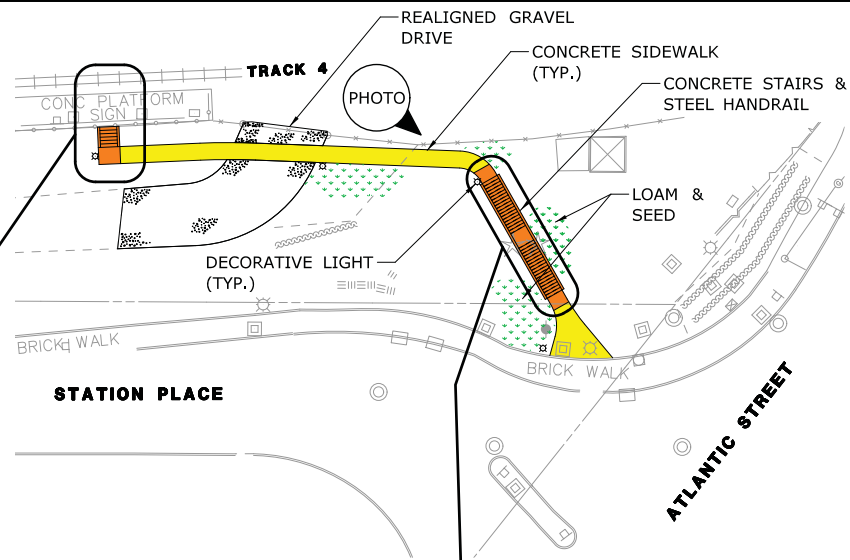 REALIGNED GRAVEL
DRIVE
TRACK 4
CONCRETE SIDEWALK
(TYP.)
PHOTO
CONCRETE STAIRS &
STEEL HANDRAIL
CONC PLATFORM
SIGN
LOAM &
SEED
DECORATIVE LIGHT
(TYP.)
BRICK WALK
BRICK WALK
STATION PLACE
ATLANTIC STREET